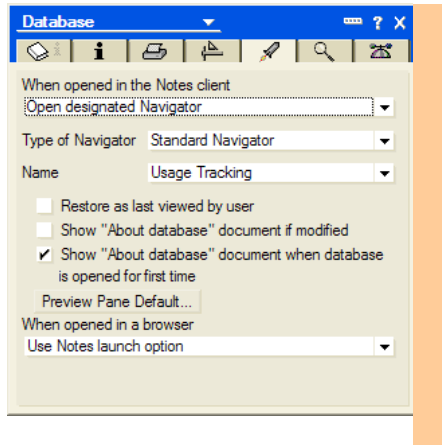 Database
? X
i i
When opened in the Notes client
Open designated Navigator
Type of Navigator Standard Navigator
Name Usage Tracking
Restore as last viewed by user
Show "About database" document if modified
Show "About database" document when database
is opened for first time
Preview Pane Default...
When opened in a browser
Use Notes launch option